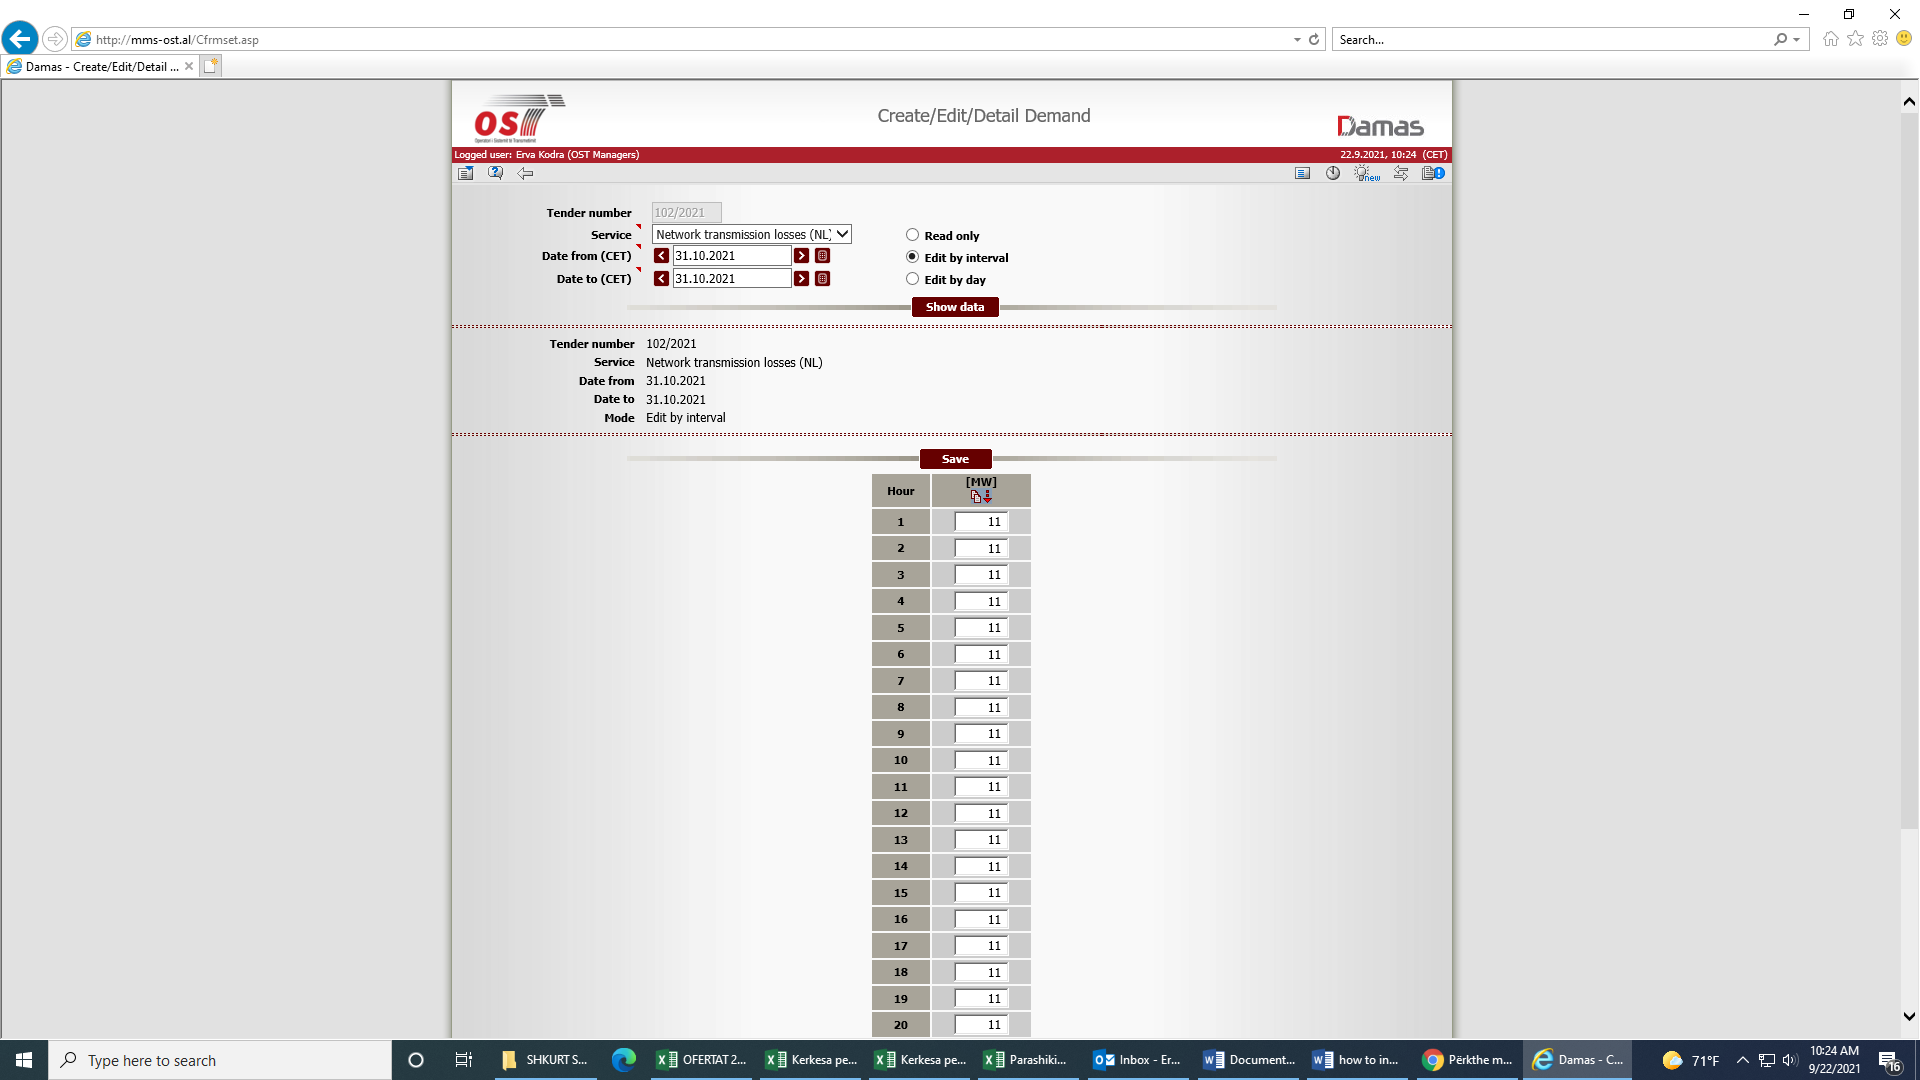 http://mms-ost.al/Cfrmset.asp
Search...
Damas - Create/Edit/Detail ...
OST
Create/Edit/Detail Demand
Damas
Logged user: Erva Kodra (OST Managers)
22.9.2021, 10:24 (CET)
new
Tender number 102/2021
Service Network transmission losses (NL)
Read only
Date from (CET) 31.10.2021
Edit by interval
Date to (CET) 31.10.2021
Edit by day
Show data
Tender number 102/2021
Service Network transmission losses (NL)
Date from 31.10.2021
Date to 31.10.2021
Mode Edit by interval
Save
Hour [MW]
1 11
2 11
3 11
4 11
5 11
6 11
7 11
8 11
9 11
10 11
11 11
12 11
13 11
14 11
15 11
16 11
17 11
18 11
19 11
20 11
Type here to search
SHKURT S...
OFERTAT 2...
Kerkesa pe...
Kerkesa pe...
Parashiki...
Inbox - Er...
Document...
how to in...
Përkthe m...
Damas - C...
71°F
10:24 AM
9/22/2021
16